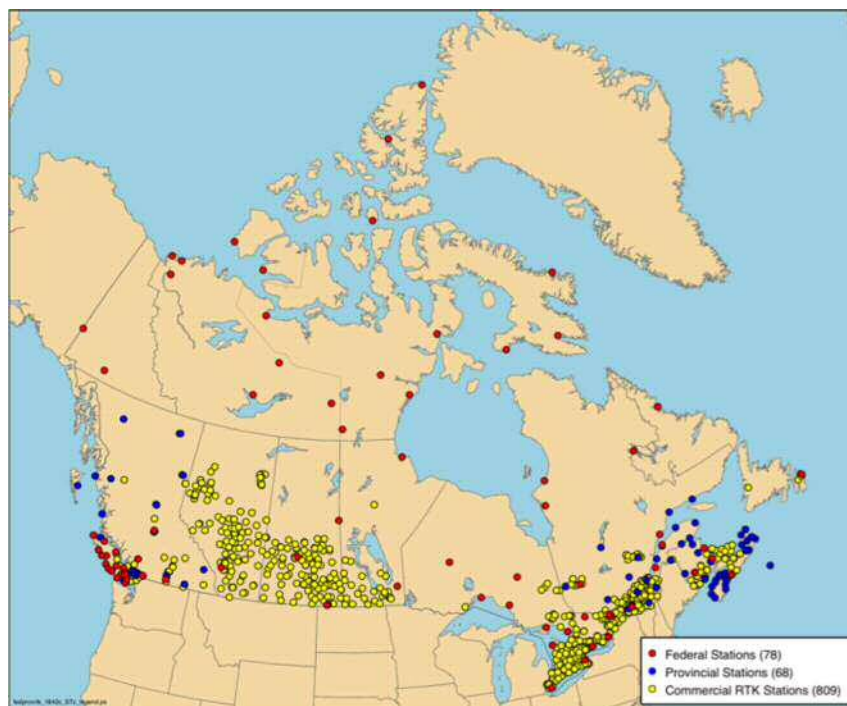 Federal Stations (78)
Provincial Stations (68)
Commercial RTK Stations (809)